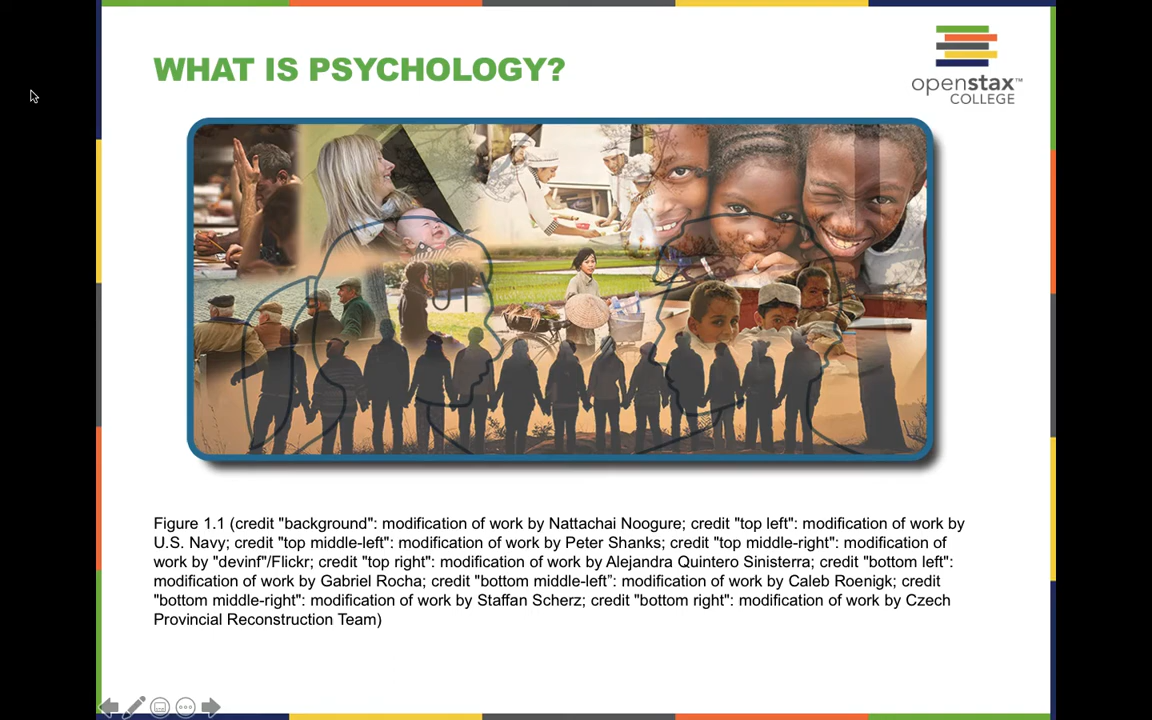 WHAT IS PSYCHOLOGY?
openstax™
COLLEGE
Figure 1.1 (credit "background": modification of work by Nattachai Noogure; credit "top left": modification of work by
U.S. Navy; credit "top middle-left": modification of work by Peter Shanks; credit "top middle-right": modification of
work by "devinf"/Flickr; credit "top right": modification of work by Alejandra Quintero Sinisterra; credit "bottom left":
modification of work by Gabriel Rocha; credit "bottom middle-left”: modification of work by Caleb Roenigk; credit
"bottom middle-right": modification of work by Staffan Scherz; credit "bottom right": modification of work by Czech
Provincial Reconstruction Team)